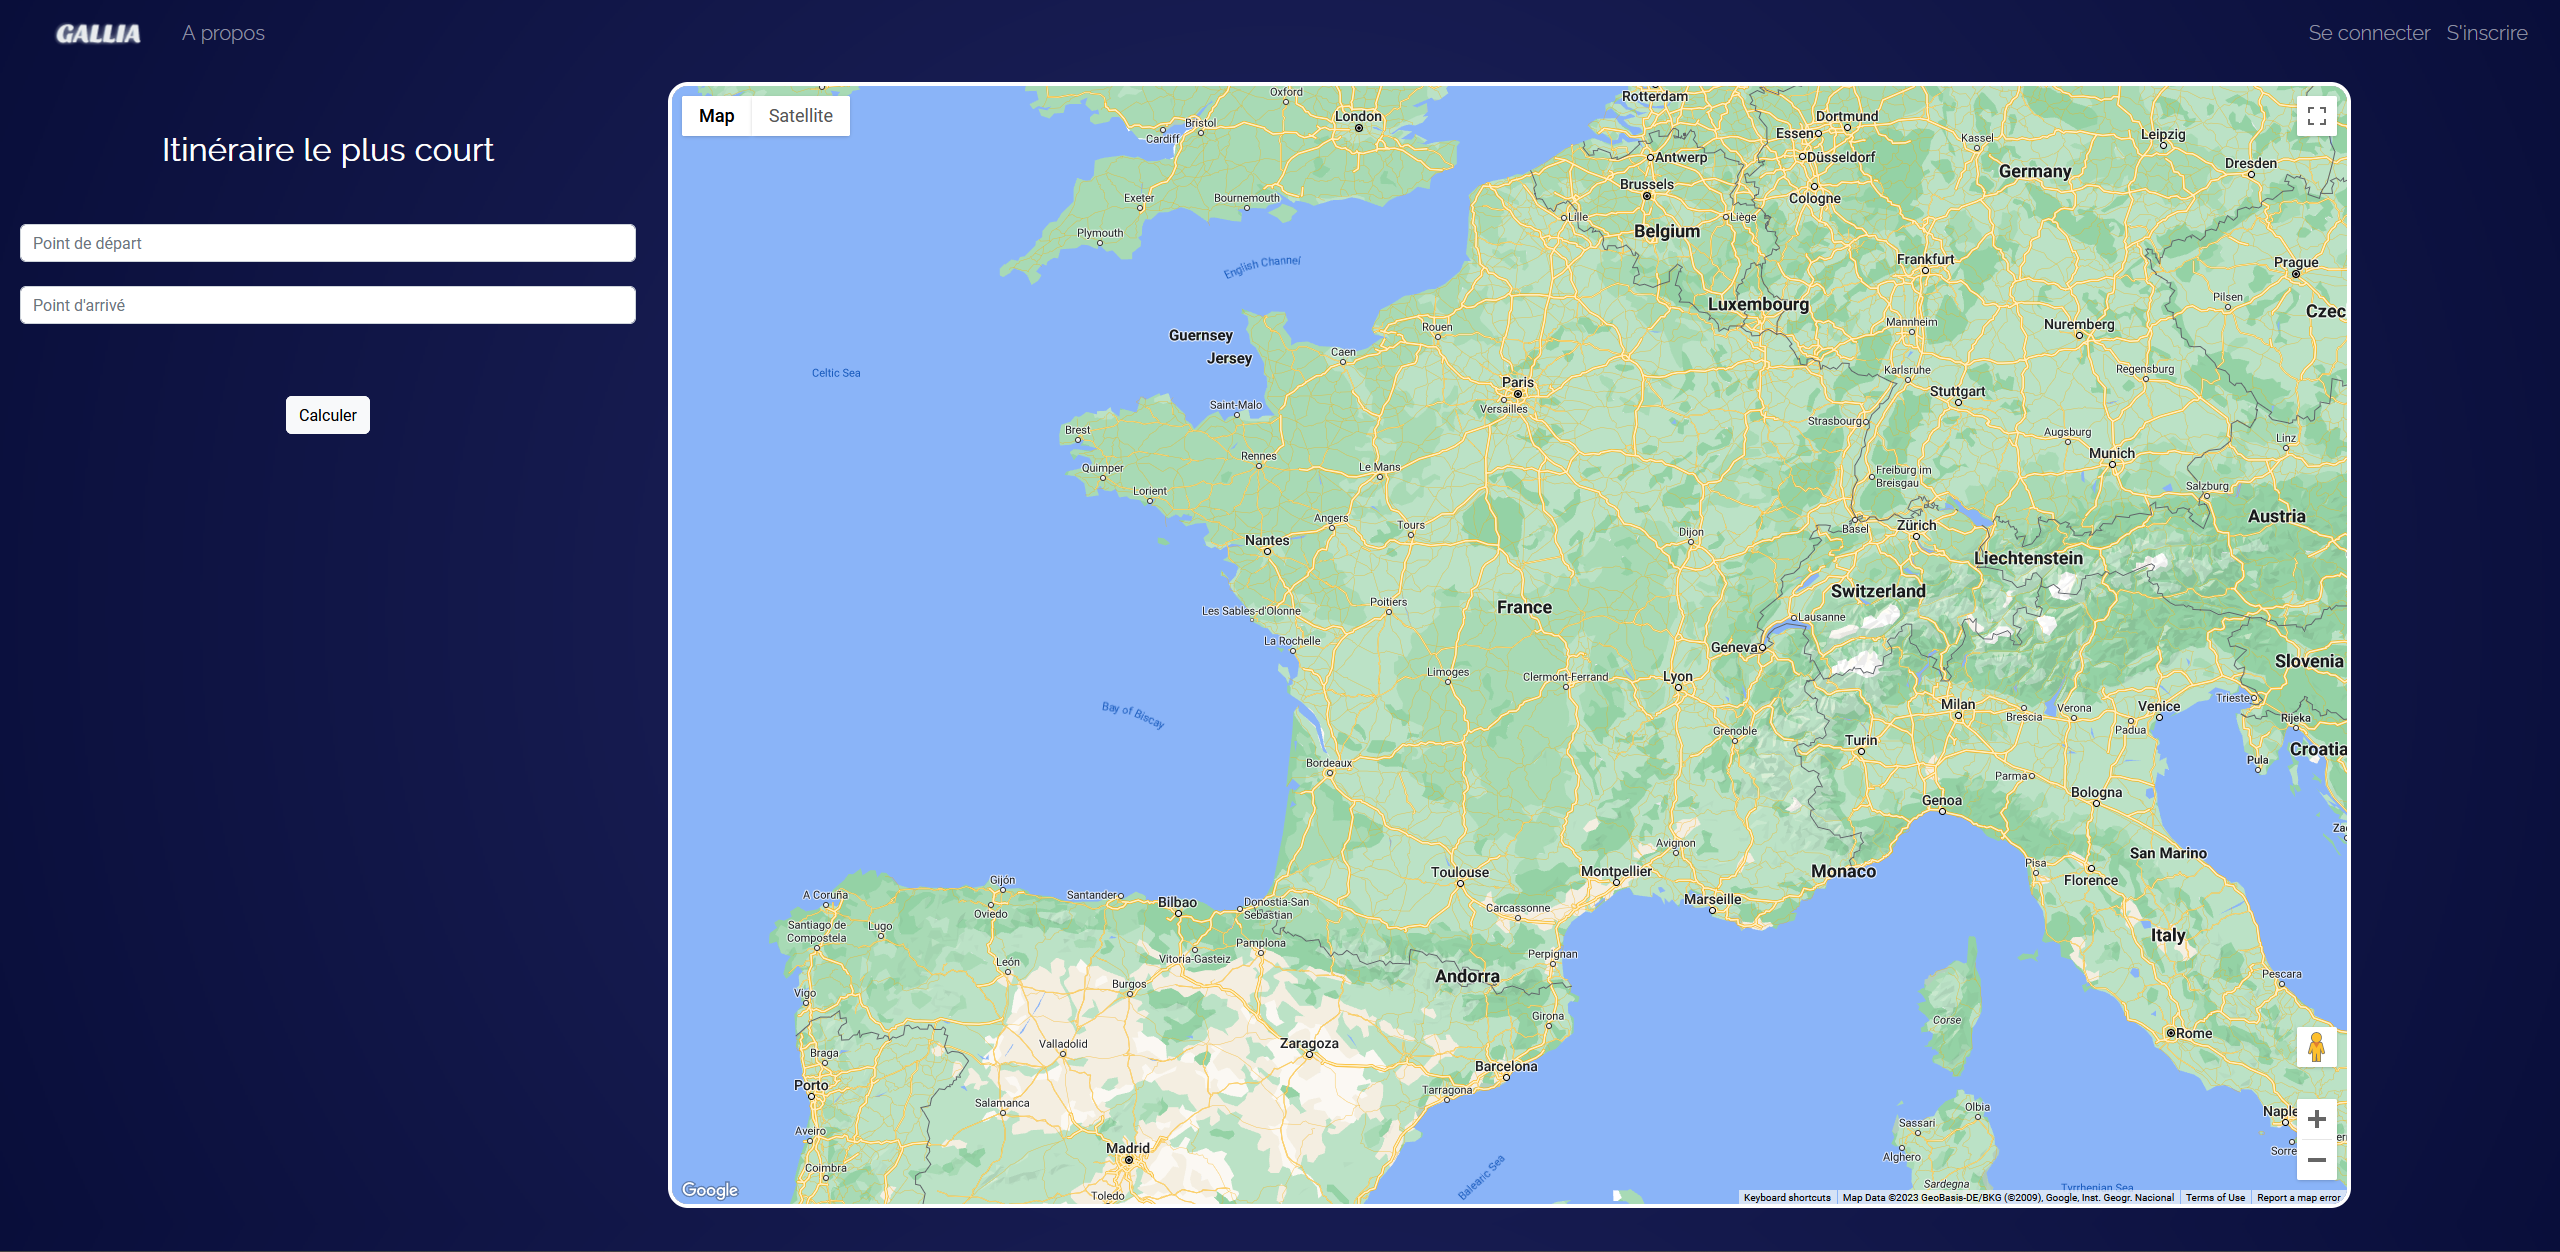 GALLIA
A propos
Se connecter
S'inscrire
Itinéraire le plus court
Point de départ
Point d'arrivé
Calculer
Map
Satellite
Oxford
London
Bristol
Cardiff
Exeter
Bournemouth
Plymouth
English Channel
Rotterdam
Antwerp
Brussels
Lille
Liège
Belgium
Dortmund
Essen
Düsseldorf
Cologne
Kassel
Leipzig
Dresden
Germany
Frankfurt
Prague
Pilsen
Czec
Luxembourg
Mannheim
Nuremberg
Guernsey
Jersey
Rouen
Caen
Celtic Sea
Paris
Versailles
Karlsruhe
Regensburg
Stuttgart
Saint-Malo
Strasbourg
Brest
Augsburg
Linz
Munich
Rennes
Le Mans
Quimper
Freiburg im
Breisgau
Lorient
Salzburg
Angers
Tours
Basel
Zürich
Austria
Nantes
Dijon
Liechtenstein
Switzerland
Poitiers
France
Les Sables-d'Olonne
Lausanne
La Rochelle
Geneva
Slovenia
Limoges
Clermont-Ferrand
Lyon
Trieste
Bay of Biscay
Milan
Brescia
Verona
Venice
Padua
Rijeka
Grenoble
Turin
Croatia
Bordeaux
Parma
Pula
Bologna
Genoa
Za
Avignon
San Marino
Pisa
Toulouse
Montpellier
Monaco
Florence
A Coruña
Gijón
Santander
Bilbao
Donostia-San
Sebastian
Marseille
Carcassonne
Oviedo
Santiago de
Compostela
Lugo
Pamplona
Italy
Vitoria-Gasteiz
Perpignan
León
Andorra
Pescara
Burgos
Vigo
Girona
Corse
Rome
Valladolid
Zaragoza
Braga
Barcelona
Porto
Tarragona
Salamanca
Olbia
Naple
Sassari
Aveiro
er
Madrid
Sorre
Alghero
Coimbra
Balearic Sea
Sardegna
Tyrrhenian Sea
Toledo
Google
Keyboard shortcuts
Map Data ©2023 GeoBasis-DE/BKG (©2009), Google, Inst. Geogr. Nacional
Terms of Use
Report a map error